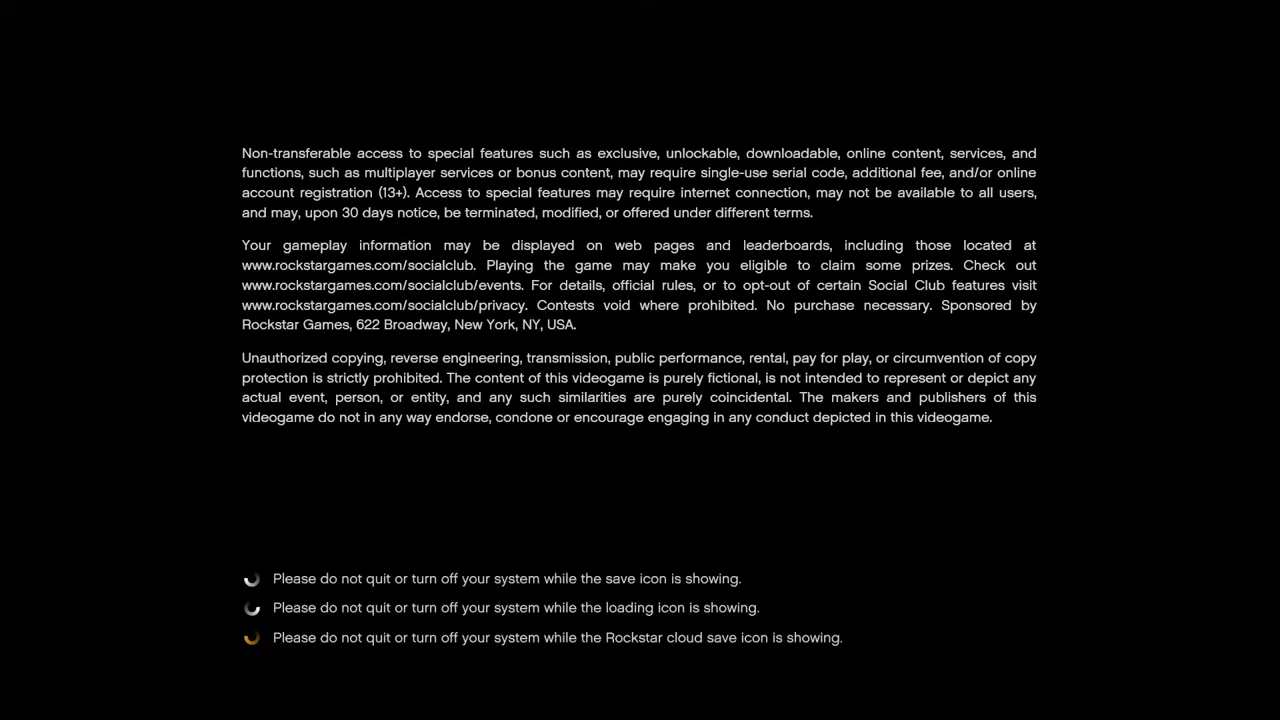 Non-transferable access to special features such as exclusive, unlockable, downloadable, online content, services, and
functions, such as multiplayer services or bonus content, may require single-use serial code, additional fee, and/or online
account registration (13+). Access to special features may require internet connection, may not be available to all users,
and may, upon 30 days notice, be terminated, modified, or offered under different terms.
Your gameplay information may be displayed on web pages and leaderboards, including those located at
www.rockstargames.com/socialclub. Playing the game may make you eligible to claim some prizes. Check out
www.rockstargames.com/socialclub/events. For details, official rules, or to opt-out of certain Social Club features visit
www.rockstargames.com/socialclub/privacy. Contests void where prohibited. No purchase necessary. Sponsored by
Rockstar Games, 622 Broadway, New York, NY, USA.
Unauthorized copying, reverse engineering, transmission, public performance, rental, pay for play, or circumvention of copy
protection is strictly prohibited. The content of this videogame is purely fictional, is not intended to represent or depict any
actual event, person, or entity, and any such similarities are purely coincidental. The makers and publishers of this
videogame do not in any way endorse, condone or encourage engaging in any conduct depicted in this videogame.
Please do not quit or turn off your system while the save icon is showing.
Please do not quit or turn off your system while the loading icon is showing.
Please do not quit or turn off your system while the Rockstar cloud save icon is showing.